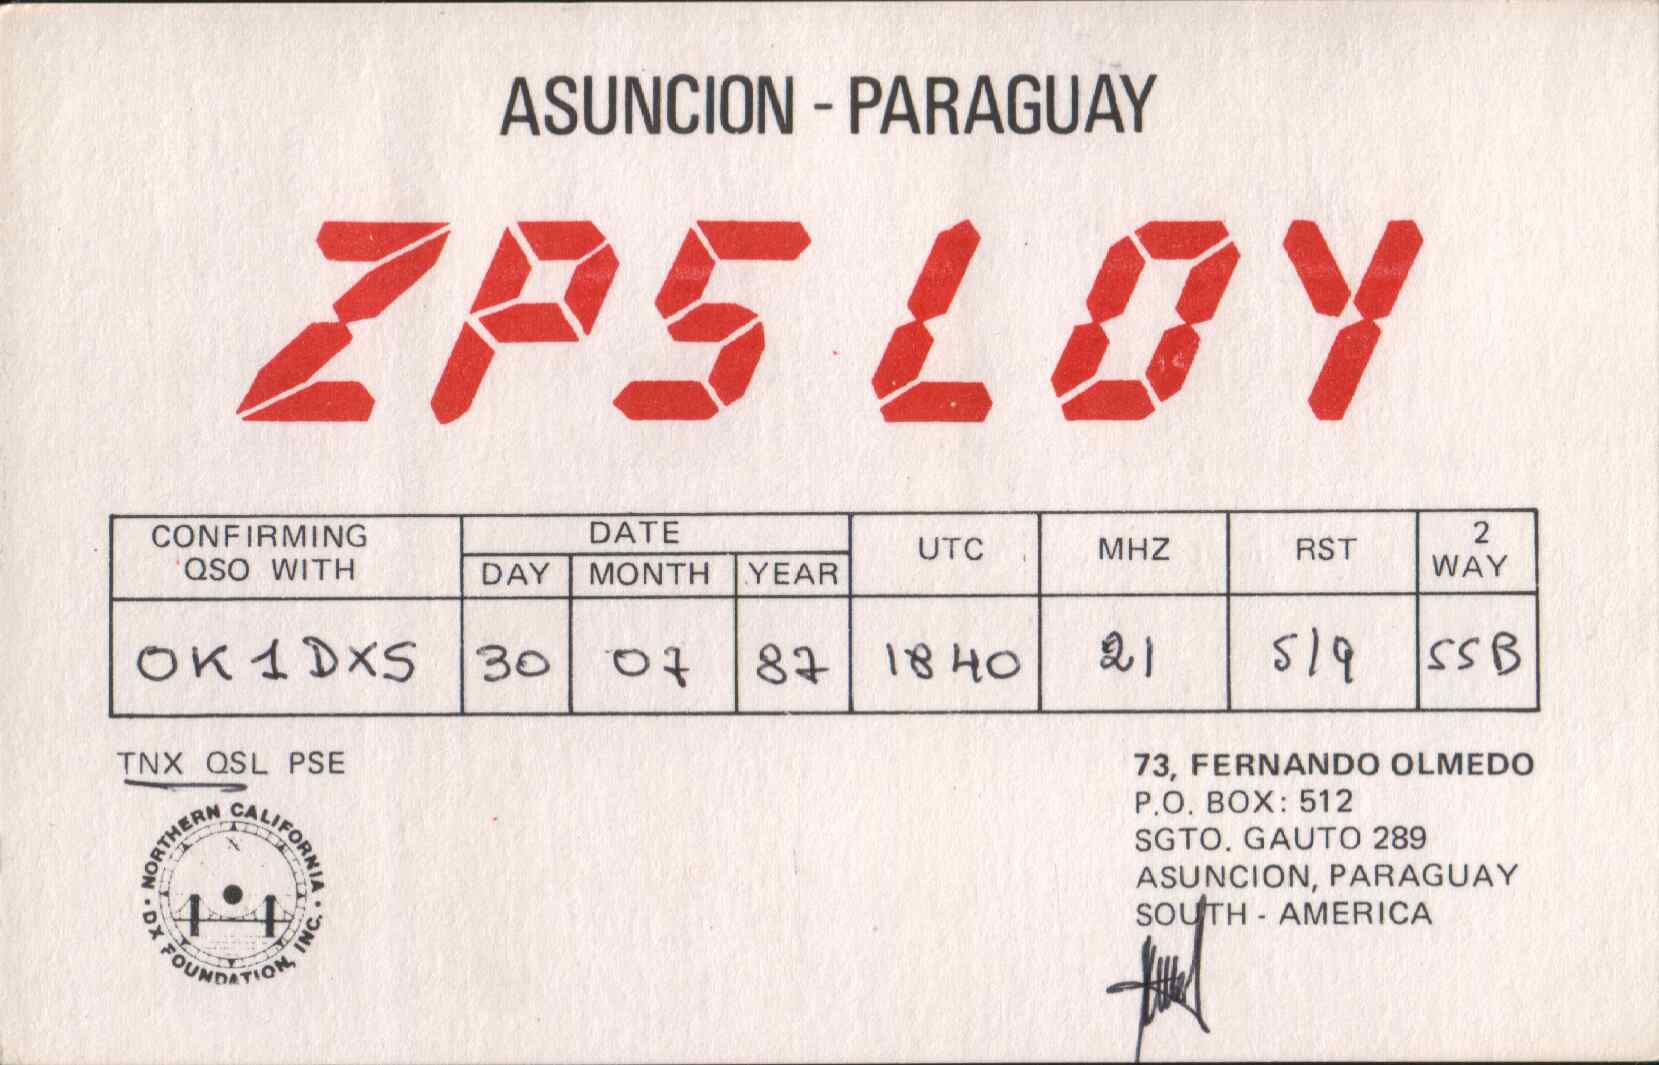 ASUNCION - PARAGUAY
ZP5 LOY
CONFIRMING QSO WITH DATE UTC MHZ RST 2 WAY
DAY MONTH YEAR
OK1DXS 30 07 87 1840 21 519 SSB
TNX QSL PSE
NORTHERN CALIFORNIA DX FOUNDATION, INC.
N
73, FERNANDO OLMEDO
P.O. BOX: 512
SGTO. GAUTO 289
ASUNCION, PARAGUAY
SOUTH - AMERICA